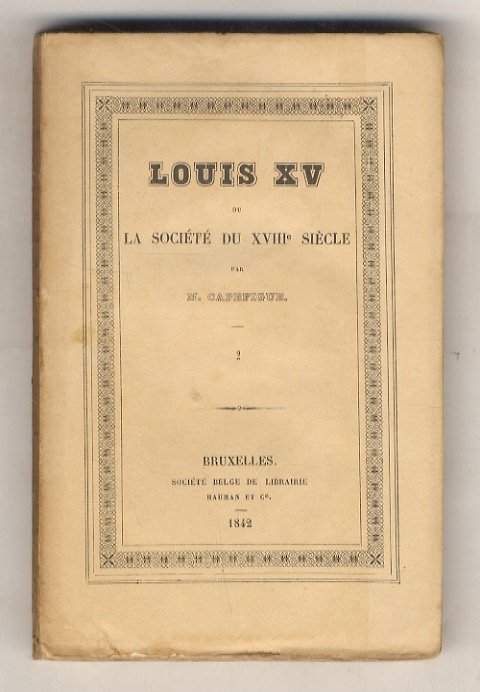 LOUIS XV
OU
LA SOCIÉTÉ DU XVIIIe SIÈCLE
PAR
M. CAPEFIGUE.
2
BRUXELLES.
SOCIÉTÉ BELGE DE LIBRAIRIE
HAUMAN ET Ce.
1842